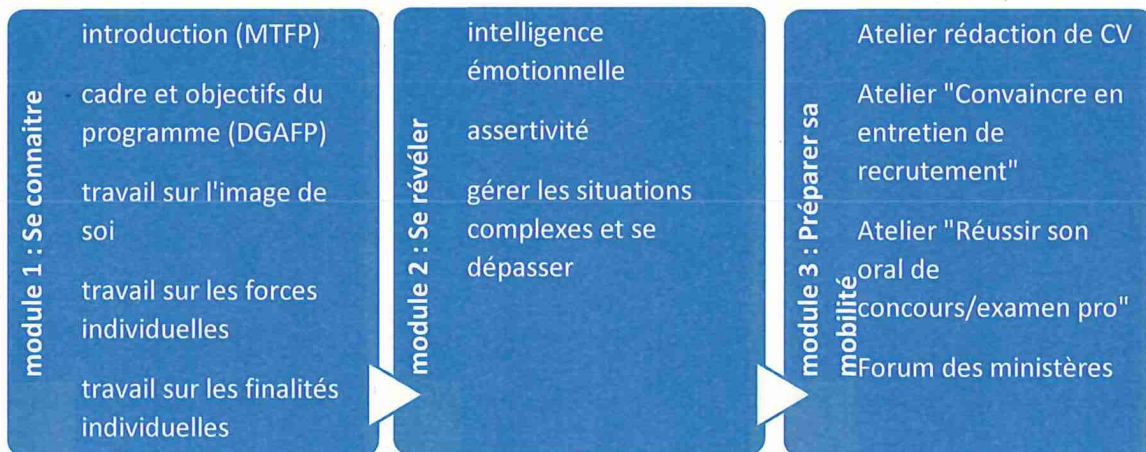 module 1 : Se connaitre
introduction (MTFP)
cadre et objectifs du
programme (DGAFP)
travail sur l'image de
soi
travail sur les forces
individuelles
travail sur les finalités
individuelles
module 2 : Se révéler
intelligence
émotionnelle
assertivité
gérer les situations
complexes et se
dépasser
module 3 : Préparer sa
mobilité
Atelier rédaction de CV
Atelier "Convaincre en
entretien de
recrutement"
Atelier "Réussir son
oral de
concours/examen pro"
Forum des ministères